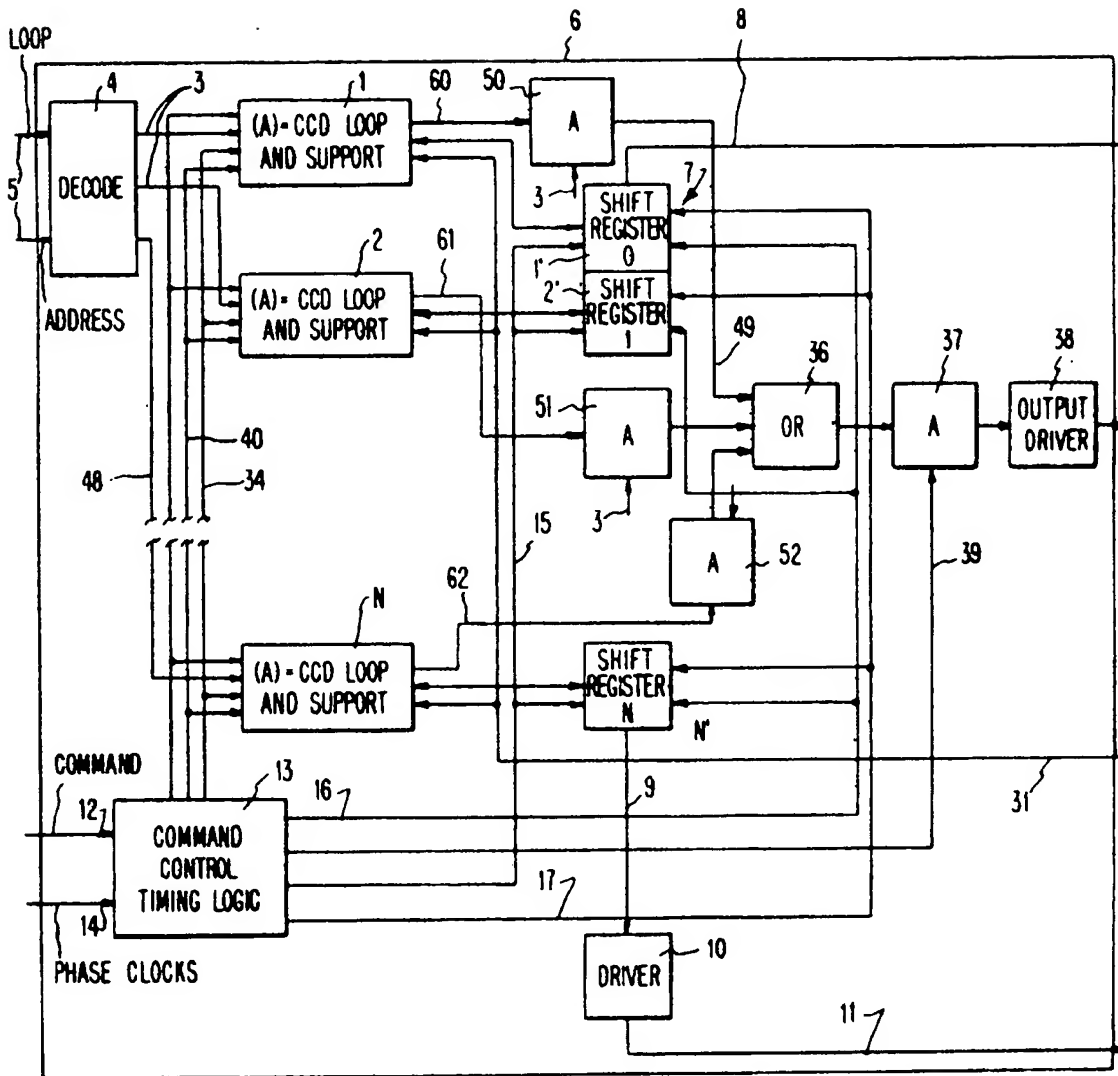 6
8
LOOP
4
3
1
60
50
A
(A)=CCD LOOP
AND SUPPORT
5
DECODE
3
7
SHIFT
REGISTER
0
1'
2
61
2'
SHIFT
REGISTER
1
(A)=CCD LOOP
AND SUPPORT
ADDRESS
49
36
37
38
51
A
OR
A
OUTPUT
DRIVER
40
48
34
3
15
A
52
39
62
N
(A)=CCD LOOP
AND SUPPORT
SHIFT
REGISTER
N
N'
COMMAND
13
16
9
31
12
COMMAND
CONTROL
TIMING LOGIC
17
14
PHASE CLOCKS
10
DRIVER
11